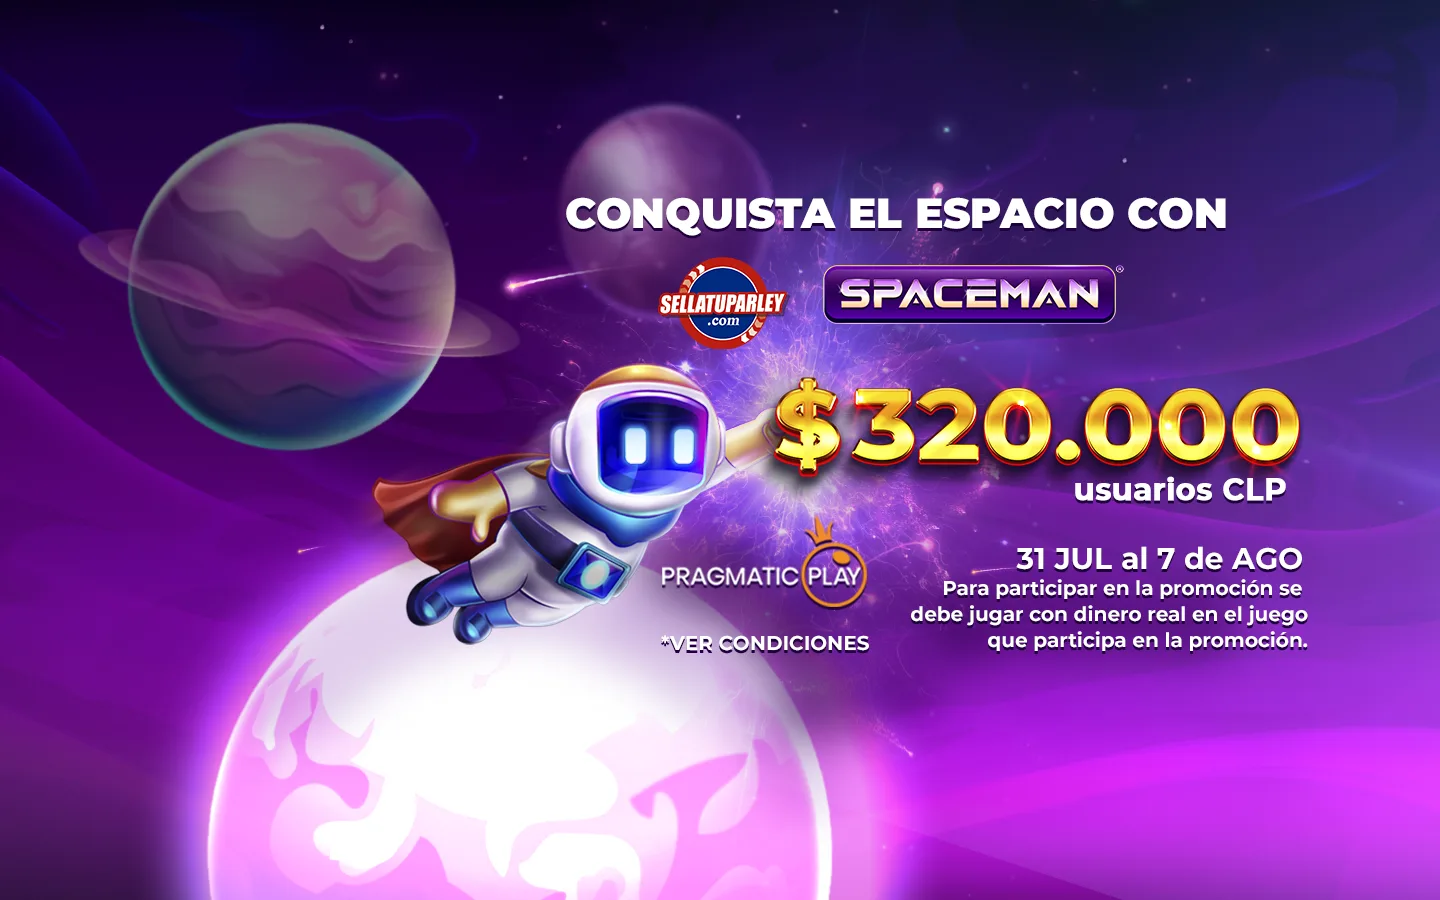 CONQUISTA EL ESPACIO CON
SELLATUPARLEY
.com
SPACEMAN®
$320.000
usuarios CLP
PRAGMATIC PLAY
*VER CONDICIONES
31 JUL al 7 de AGO
Para participar en la promoción se
debe jugar con dinero real en el juego
que participa en la promoción.